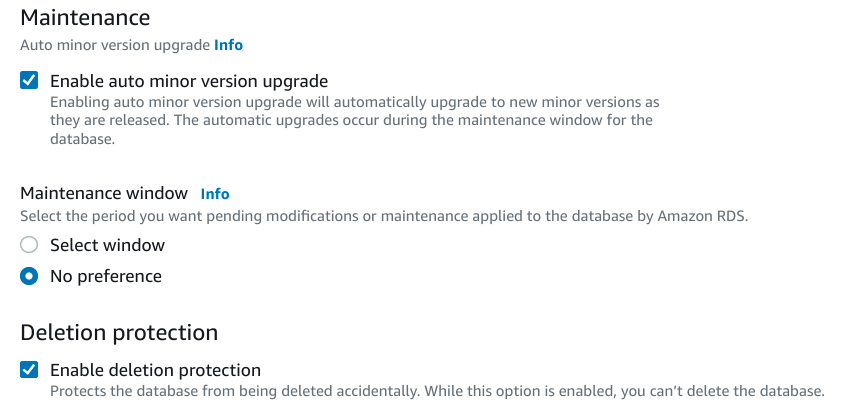 Maintenance
Auto minor version upgrade Info
Enable auto minor version upgrade
Enabling auto minor version upgrade will automatically upgrade to new minor versions as
they are released. The automatic upgrades occur during the maintenance window for the
database.
Maintenance window Info
Select the period you want pending modifications or maintenance applied to the database by Amazon RDS.
Select window
No preference
Deletion protection
Enable deletion protection
Protects the database from being deleted accidentally. While this option is enabled, you can’t delete the database.